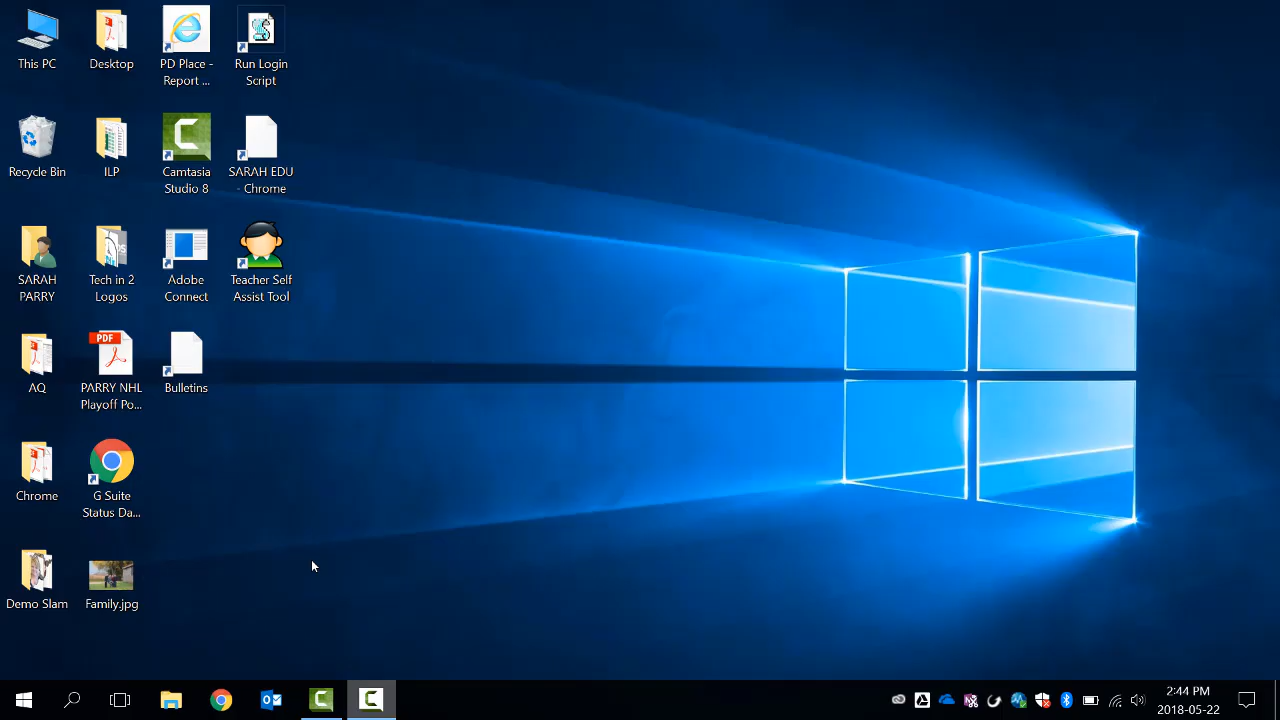 This PC
Desktop
PD Place -
Report ...
Run Login
Script
Recycle Bin
ILP
Camtasia
Studio 8
SARAH EDU
- Chrome
SARAH
PARRY
Tech in 2
Logos
Adobe
Connect
Teacher Self
Assist Tool
AQ
PDF
PARRY NHL
Playoff Po...
Bulletins
Chrome
G Suite
Status Da...
Demo Slam
Family.jpg
2:44 PM
2018-05-22